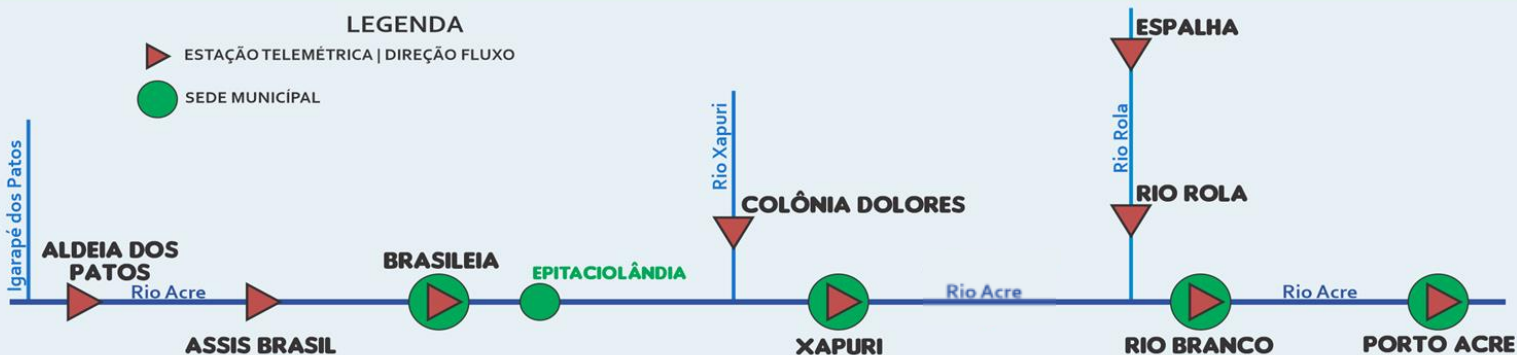 LEGENDA
ESTAÇÃO TELEMÉTRICA | DIREÇÃO FLUXO
SEDE MUNICÍPAL
Igarapé dos Patos
ALDEIA DOS
PATOS
Rio Acre
ASSIS BRASIL
BRASILEIA
EPITACIOLÂNDIA
Rio Xapuri
COLÔNIA DOLORES
XAPURI
Rio Acre
ESPALHA
Rio Rola
RIO ROLA
RIO BRANCO
Rio Acre
PORTO ACRE